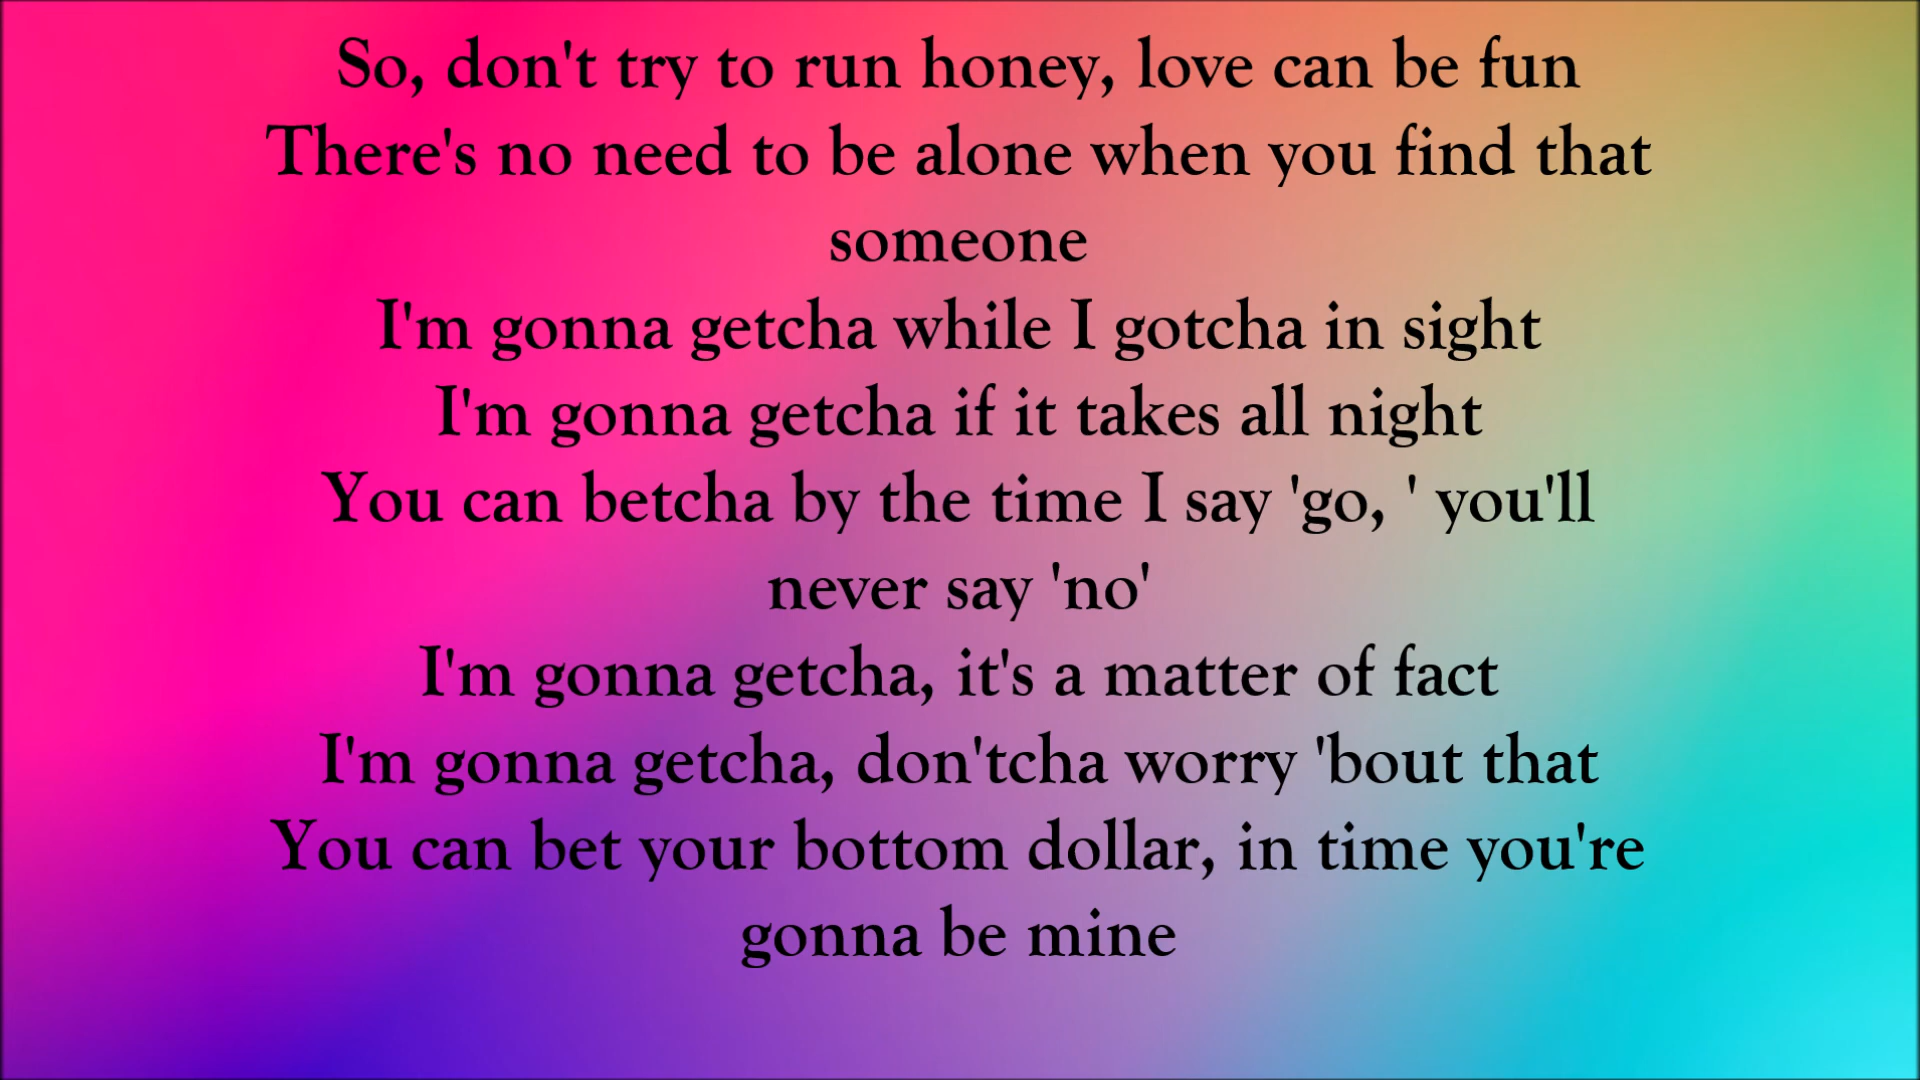 So, don't try to run honey, love can be fun
There's no need to be alone when you find that
someone
I'm gonna getcha while I gotcha in sight
I'm gonna getcha if it takes all night
You can betcha by the time I say 'go, ' you'll
never say 'no'
I'm gonna getcha, it's a matter of fact
I'm gonna getcha, don'tcha worry 'bout that
You can bet your bottom dollar, in time you're
gonna be mine